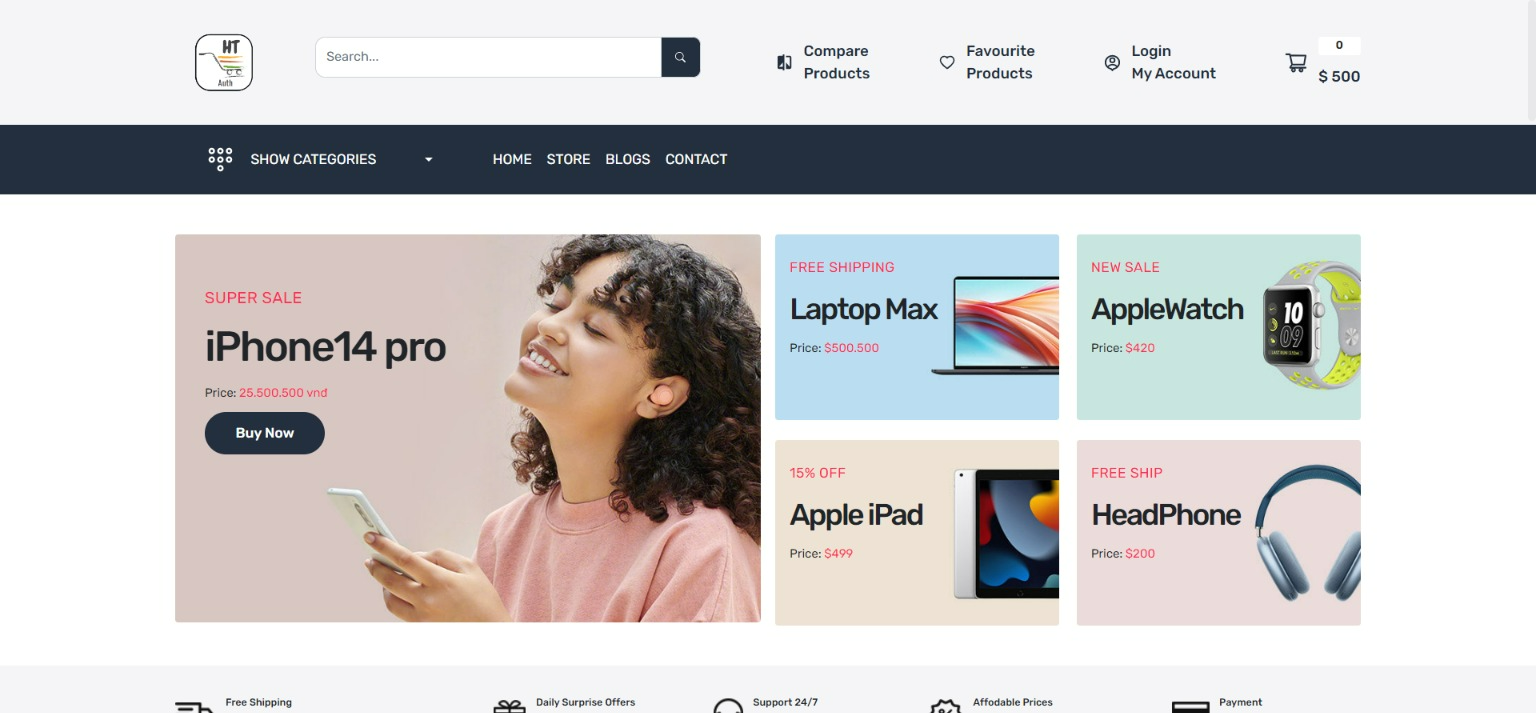 HT
Auth
Search...
Compare
Products
Favourite
Products
Login
My Account
0
$ 500
SHOW CATEGORIES
HOME STORE BLOGS CONTACT
SUPER SALE
iPhone14 pro
Price: 25.500.500 vnd
Buy Now
FREE SHIPPING
Laptop Max
Price: $500.500
NEW SALE
AppleWatch
Price: $420
10
09
15% OFF
Apple iPad
Price: $499
FREE SHIP
HeadPhone
Price: $200
Free Shipping
Daily Surprise Offers
Support 24/7
Affodable Prices
Payment